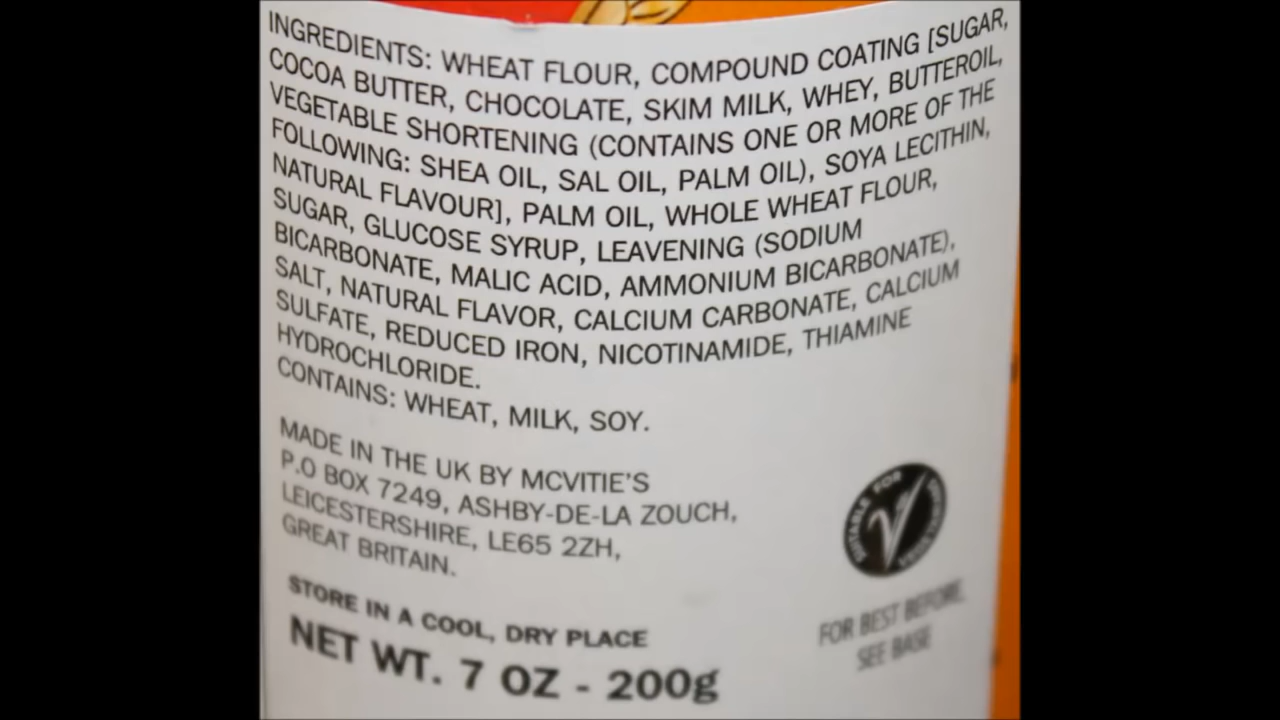 INGREDIENTS: WHEAT FLOUR, COMPOUND COATING [SUGAR,
COCOA BUTTER, CHOCOLATE, SKIM MILK, WHEY, BUTTEROIL,
VEGETABLE SHORTENING (CONTAINS ONE OR MORE OF THE
FOLLOWING: SHEA OIL, SAL OIL, PALM OIL), SOYA LECITHIN,
NATURAL FLAVOUR], PALM OIL, WHOLE WHEAT FLOUR,
SUGAR, GLUCOSE SYRUP, LEAVENING (SODIUM
BICARBONATE, MALIC ACID, AMMONIUM BICARBONATE),
SALT, NATURAL FLAVOR, CALCIUM CARBONATE, CALCIUM
SULFATE, REDUCED IRON, NICOTINAMIDE, THIAMINE
HYDROCHLORIDE.
CONTAINS: WHEAT, MILK, SOY.
MADE IN THE UK BY MCVITIE'S
P.O BOX 7249, ASHBY-DE-LA ZOUCH,
LEICESTERSHIRE, LE65 2ZH,
GREAT BRITAIN.
SUITABLE FOR
V
FOR BEST BEFORE,
SEE BASE
STORE IN A COOL, DRY PLACE
NET WT. 7 OZ - 200g